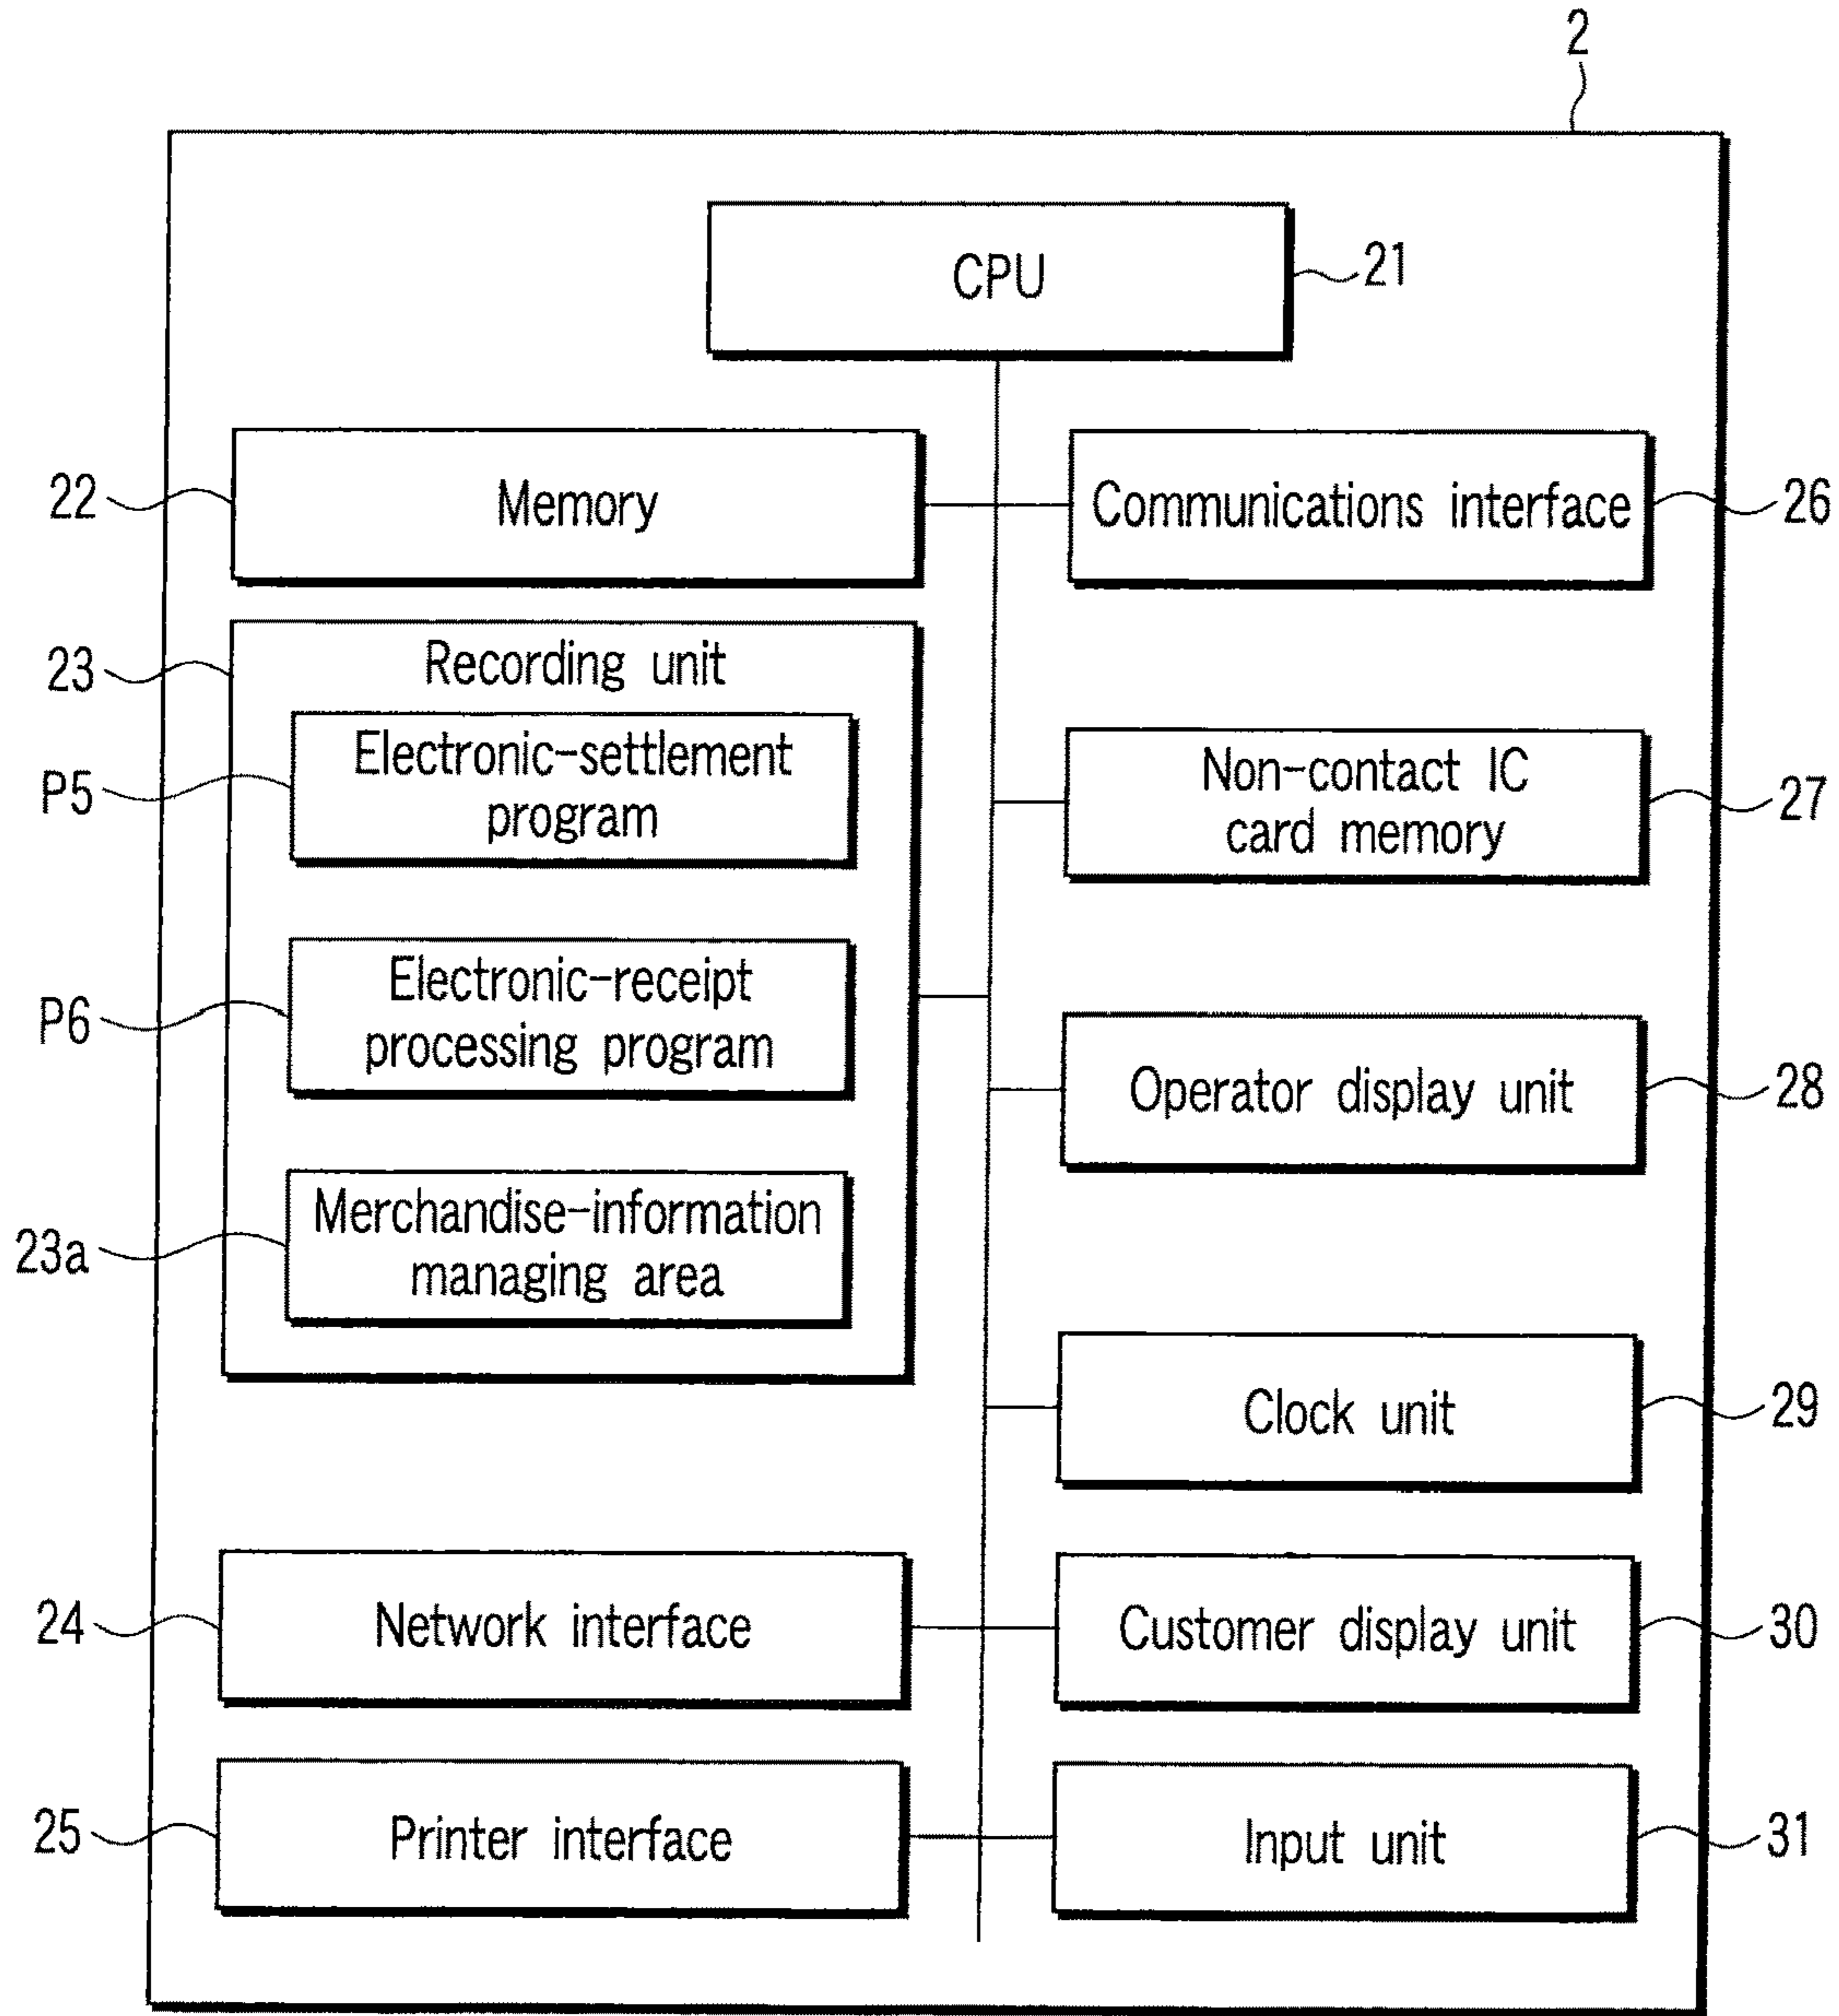 2
CPU
21
22
Memory
Communications interface
26
23
Recording unit
P5
Electronic-settlement
program
Non-contact IC
card memory
27
P6
Electronic-receipt
processing program
Operator display unit
28
23a
Merchandise-information
managing area
Clock unit
29
24
Network interface
Customer display unit
30
25
Printer interface
Input unit
31